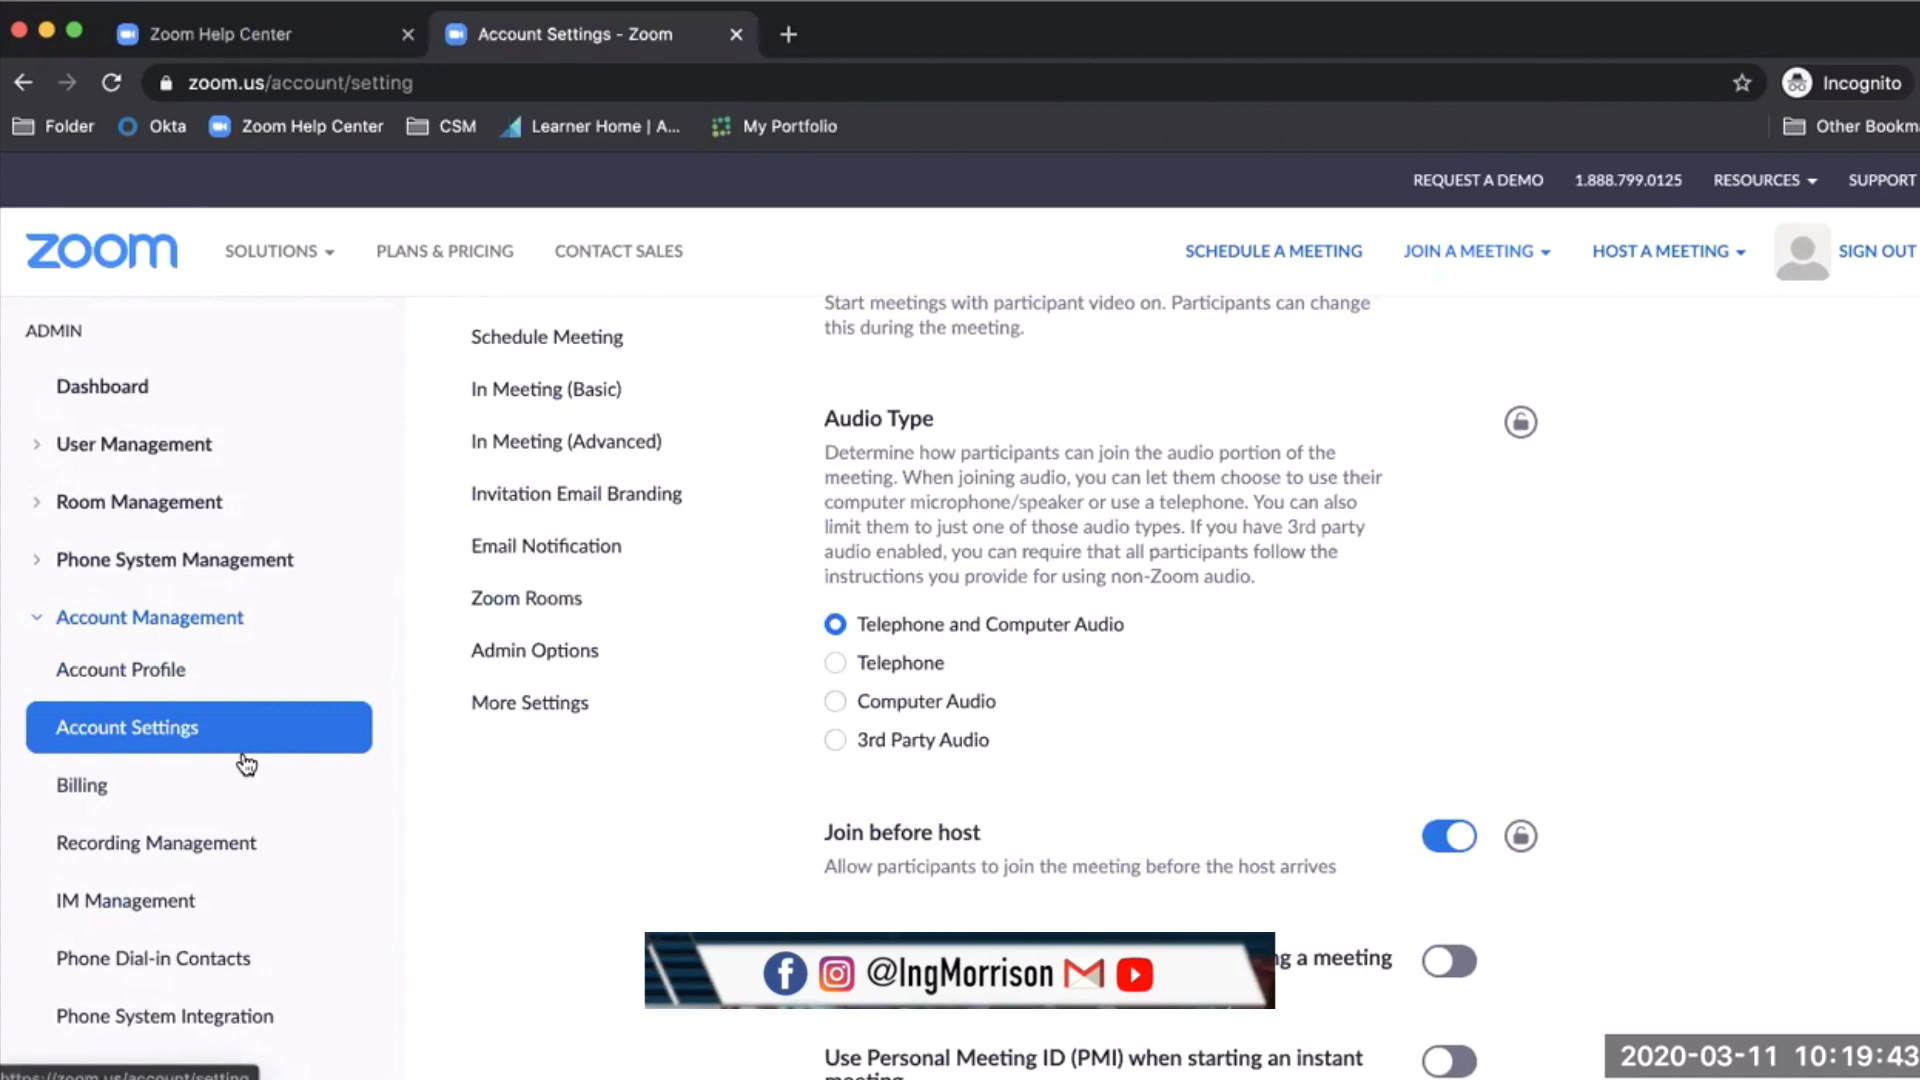 Zoom Help Center
Account Settings - Zoom
zoom.us/account/setting
Incognito
Folder
Okta
Zoom Help Center
CSM
Learner Home | A...
My Portfolio
Other Bookma
REQUEST A DEMO
1.888.799.0125
RESOURCES
SUPPORT
zoom
SOLUTIONS
PLANS & PRICING
CONTACT SALES
SCHEDULE A MEETING
JOIN A MEETING
HOST A MEETING
SIGN OUT
ADMIN
Dashboard
User Management
Room Management
Phone System Management
Account Management
Account Profile
Account Settings
Billing
Recording Management
IM Management
Phone Dial-in Contacts
Phone System Integration
https://zoom.us/account/setting
Schedule Meeting
In Meeting (Basic)
In Meeting (Advanced)
Invitation Email Branding
Email Notification
Zoom Rooms
Admin Options
More Settings
Start meetings with participant video on. Participants can change
this during the meeting.
Audio Type
Determine how participants can join the audio portion of the
meeting. When joining audio, you can let them choose to use their
computer microphone/speaker or use a telephone. You can also
limit them to just one of those audio types. If you have 3rd party
audio enabled, you can require that all participants follow the
instructions you provide for using non-Zoom audio.
Telephone and Computer Audio
Telephone
Computer Audio
3rd Party Audio
Join before host
Allow participants to join the meeting before the host arrives
ng a meeting
@IngMorrison
Use Personal Meeting ID (PMI) when starting an instant
meeting
2020-03-11 10:19:43